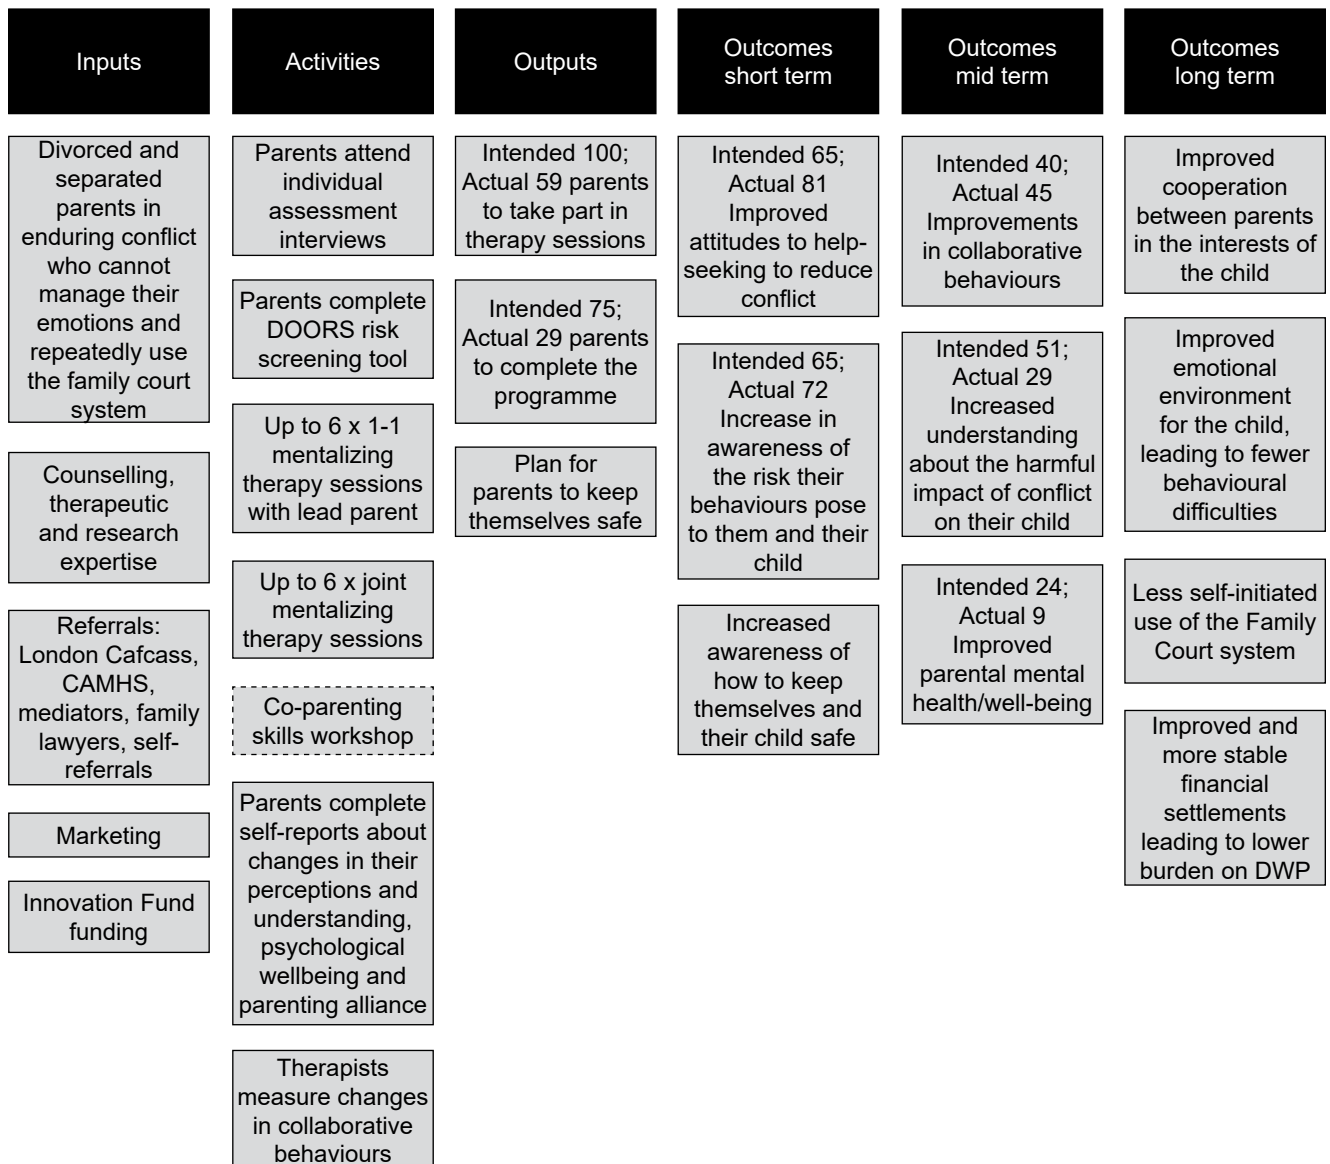 Inputs
Activities
Outputs
Outcomes
short term
Outcomes
mid term
Outcomes
long term
Divorced and
separated
parents in
enduring conflict
who cannot
manage their
emotions and
repeatedly use
the family court
system
Counselling,
therapeutic
and research
expertise
Referrals:
London Cafcass,
CAMHS,
mediators, family
lawyers, self-
referrals
Marketing
Innovation Fund
funding
Parents attend
individual
assessment
interviews
Parents complete
DOORS risk
screening tool
Up to 6 x 1-1
mentalizing
therapy sessions
with lead parent
Up to 6 x joint
mentalizing
therapy sessions
Co-parenting
skills workshop
Parents complete
self-reports about
changes in their
perceptions and
understanding,
psychological
wellbeing and
parenting alliance
Therapists
measure changes
in collaborative
behaviours
Intended 100;
Actual 59 parents
to take part in
therapy sessions
Intended 75;
Actual 29 parents
to complete the
programme
Plan for
parents to keep
themselves safe
Intended 65;
Actual 81
Improved
attitudes to help-
seeking to reduce
conflict
Intended 65;
Actual 72
Increase in
awareness of
the risk their
behaviours pose
to them and their
child
Increased
awareness of
how to keep
themselves and
their child safe
Intended 40;
Actual 45
Improvements
in collaborative
behaviours
Intended 51;
Actual 29
Increased
understanding
about the harmful
impact of conflict
on their child
Intended 24;
Actual 9
Improved
parental mental
health/well-being
Improved
cooperation
between parents
in the interests of
the child
Improved
emotional
environment
for the child,
leading to fewer
behavioural
difficulties
Less self-initiated
use of the Family
Court system
Improved and
more stable
financial
settlements
leading to lower
burden on DWP